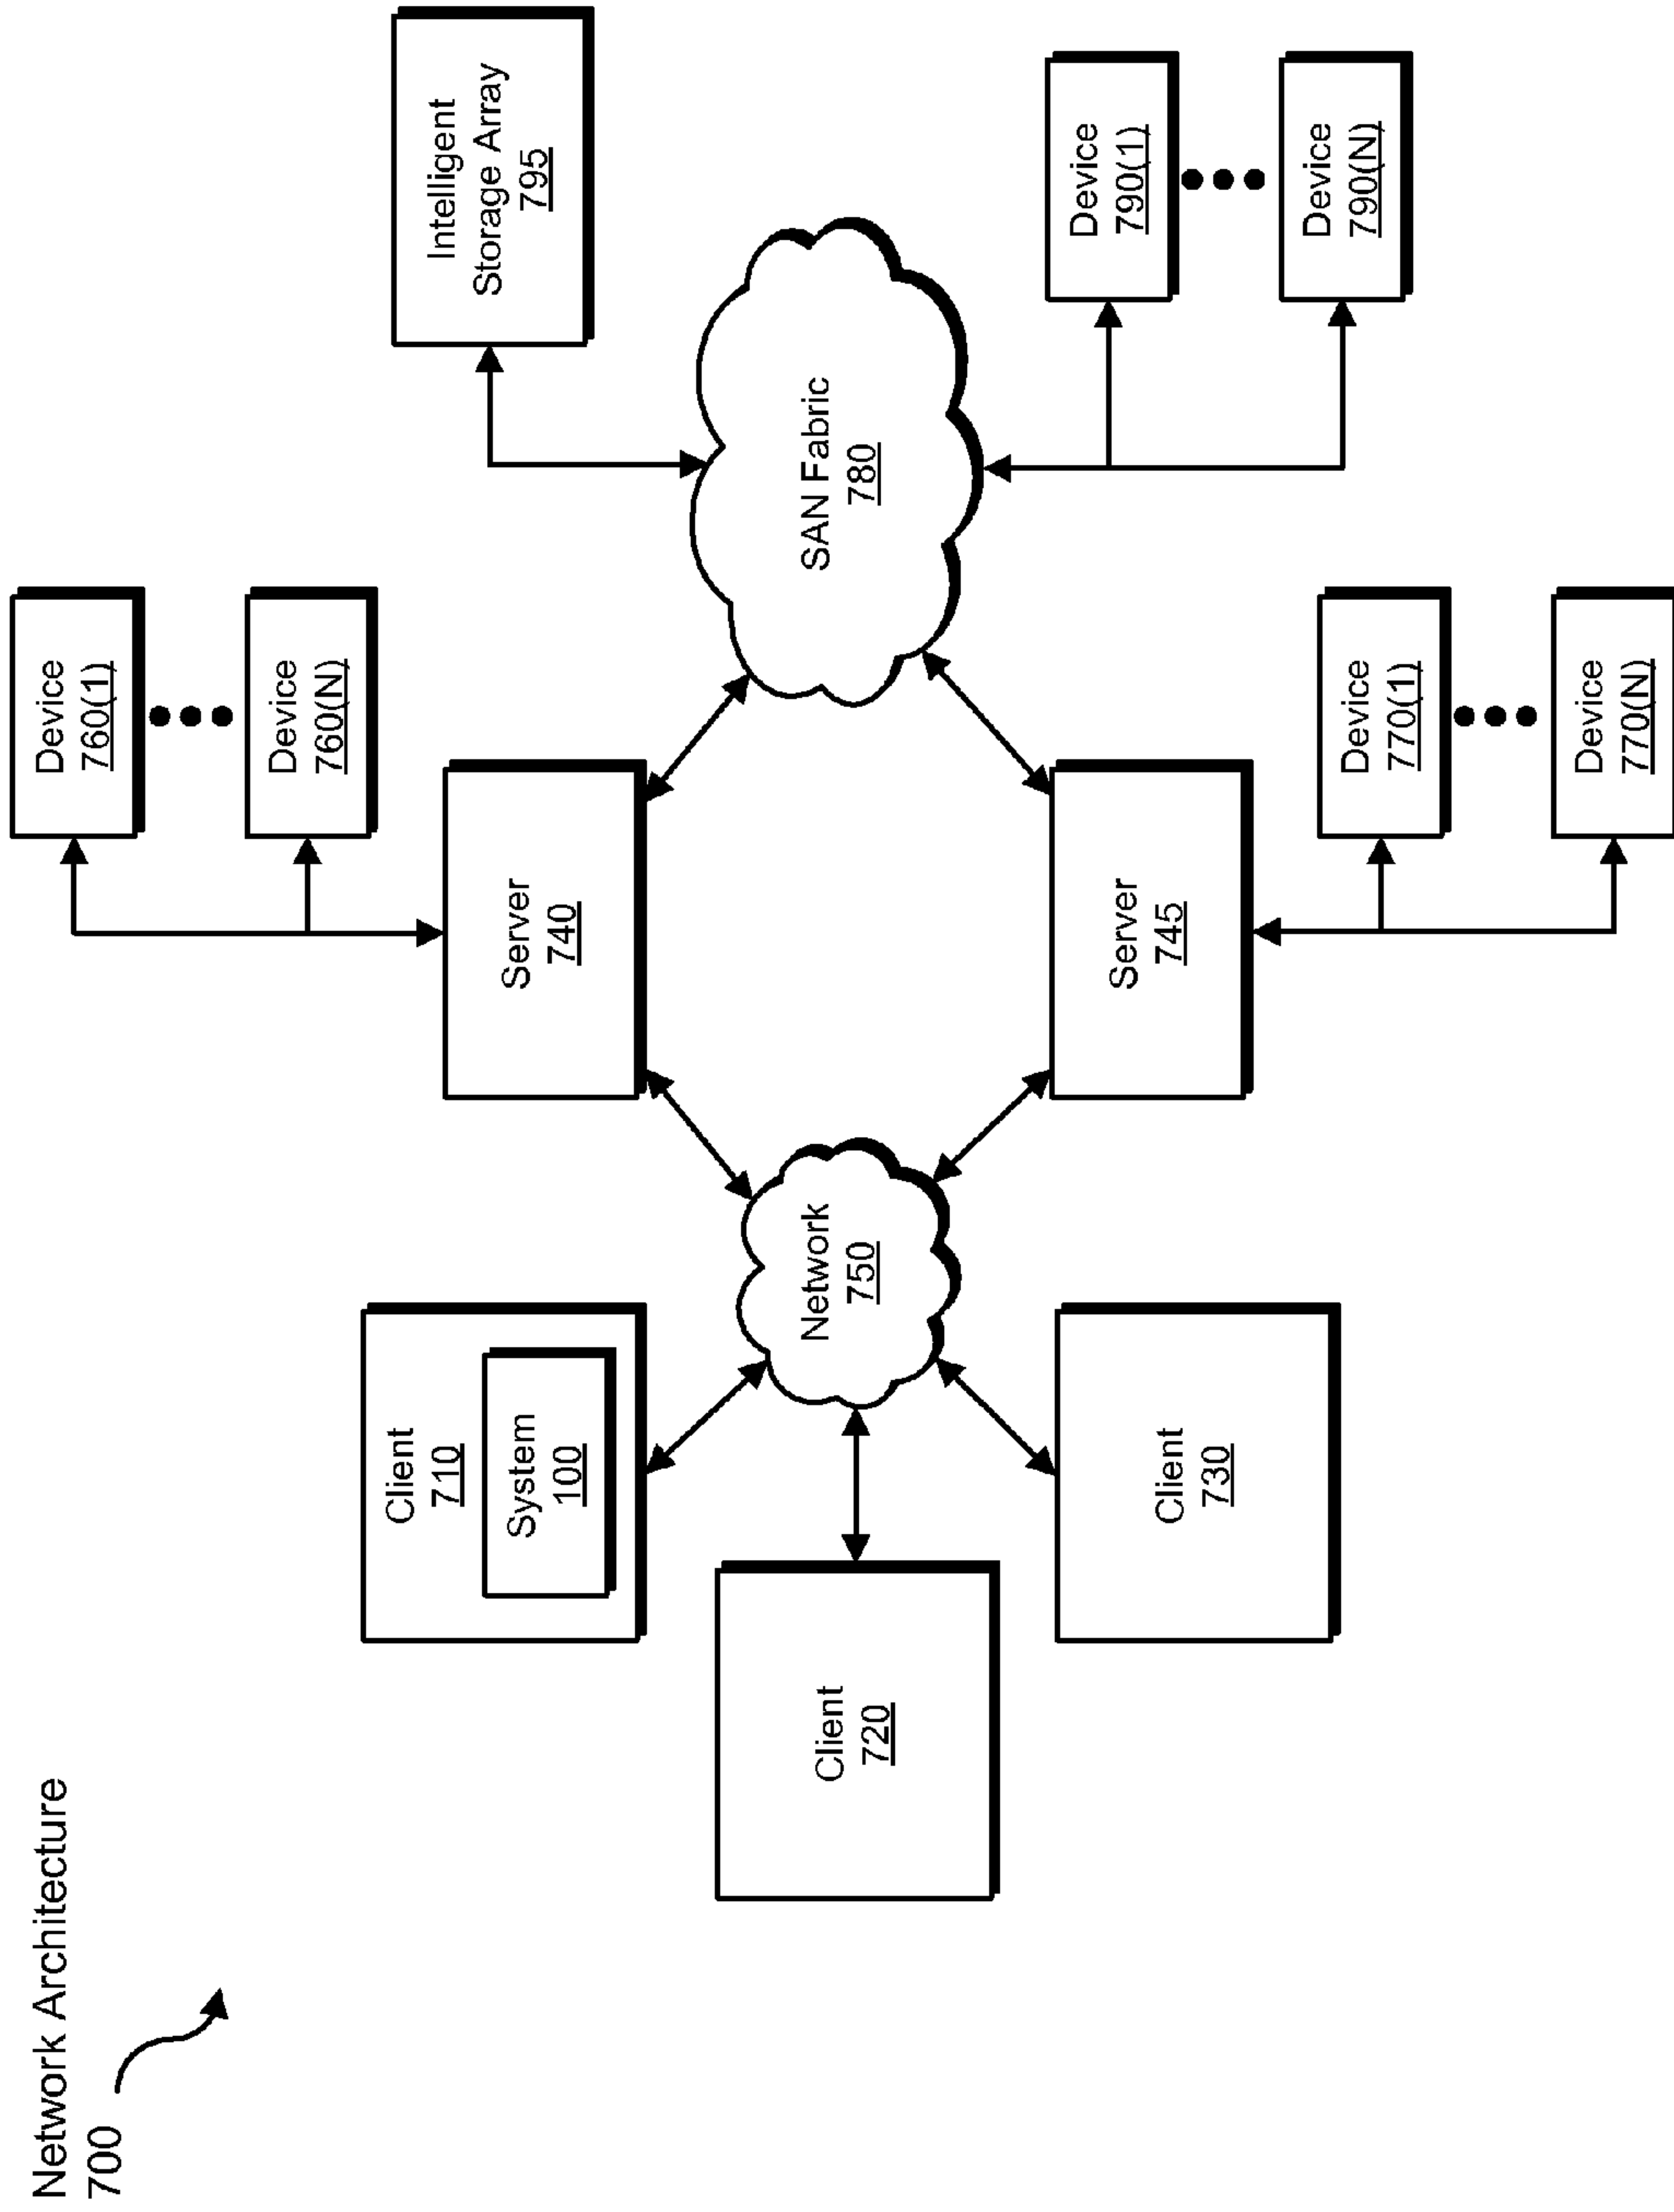 Network Architecture
700
Device
760(1)
Device
760(N)
Intelligent
Storage Array
795
Client
710
System
100
Server
740
Client
720
Network
750
SAN Fabric
780
Client
730
Server
745
Device
790(1)
Device
790(N)
Device
770(1)
Device
770(N)